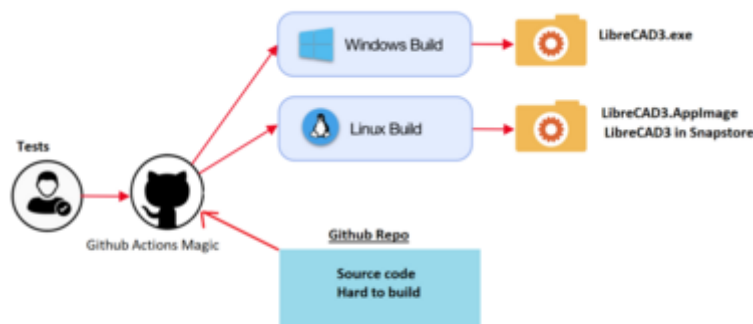 Windows Build
LibreCAD3.exe
Linux Build
LibreCAD3.AppImage
LibreCAD3 in Snapstore
Tests
Github Actions Magic
Github Repo
Source code
Hard to build